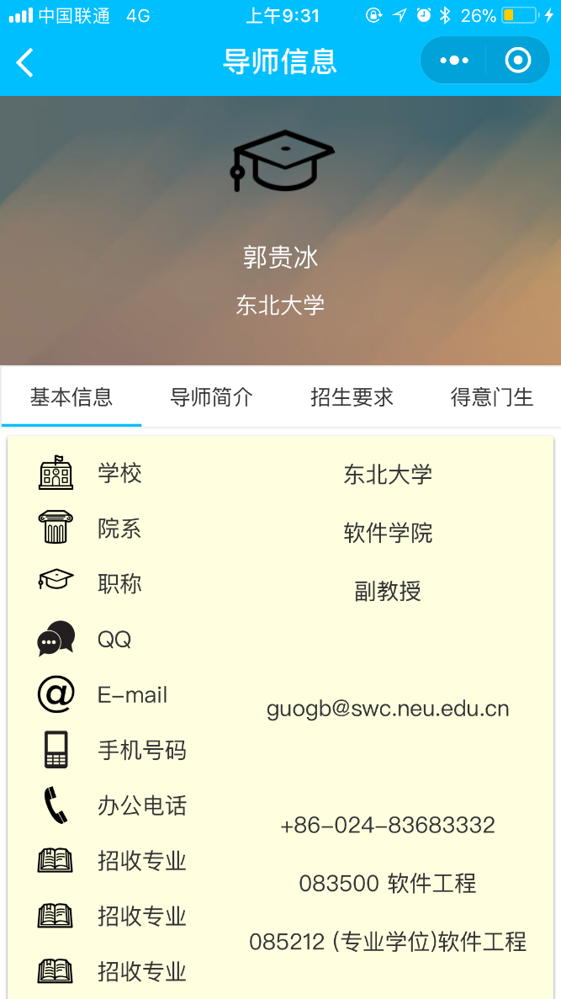 中国联通 4G 上午9:31 26%
导师信息
郭贵冰
东北大学
基本信息 导师简介 招生要求 得意门生
学校 东北大学
院系 软件学院
职称 副教授
QQ
E-mail guogb@swc.neu.edu.cn
手机号码
办公电话 +86-024-83683332
招收专业 083500 软件工程
招收专业 085212 (专业学位)软件工程
招收专业